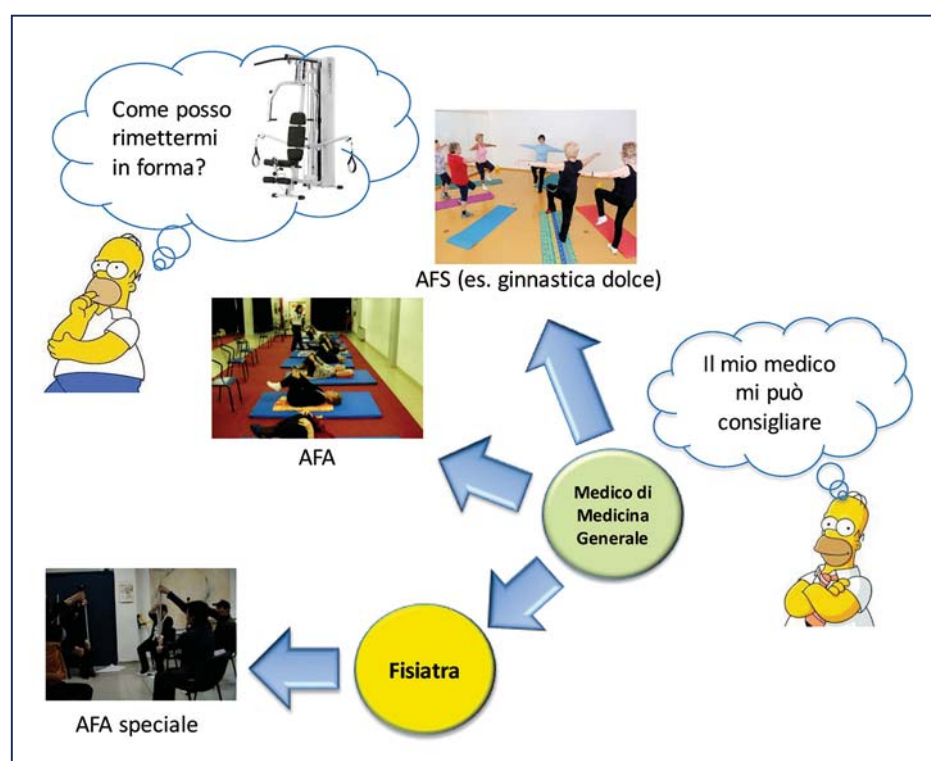 Come posso
rimettermi
in forma?
AFS (es. ginnastica dolce)
Il mio medico
mi può
consigliare
AFA
Medico di
Medicina
Generale
Fisiatra
AFA speciale